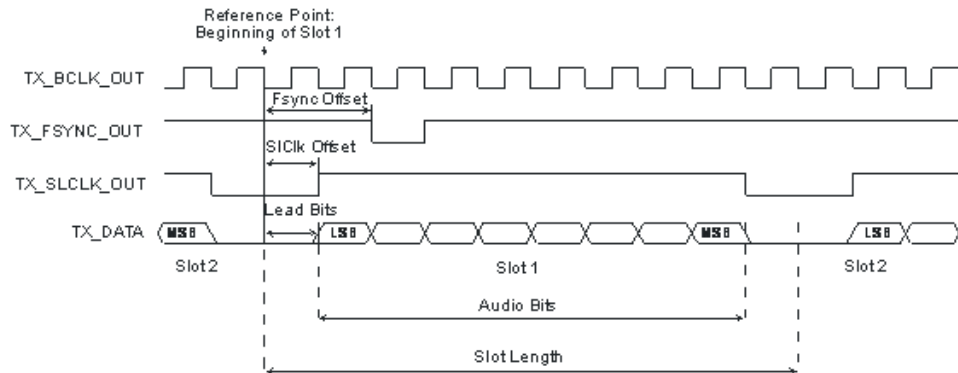 Reference Point:
Beginning of Slot 1
TX_BCLK_OUT
Fsync Offset
TX_FSYNC_OUT
SlClk Offset
TX_SLCLK_OUT
Lead Bits
TX_DATA
MSB
LSB
MSB
LSB
Slot 2
Slot 1
Slot 2
Audio Bits
Slot Length